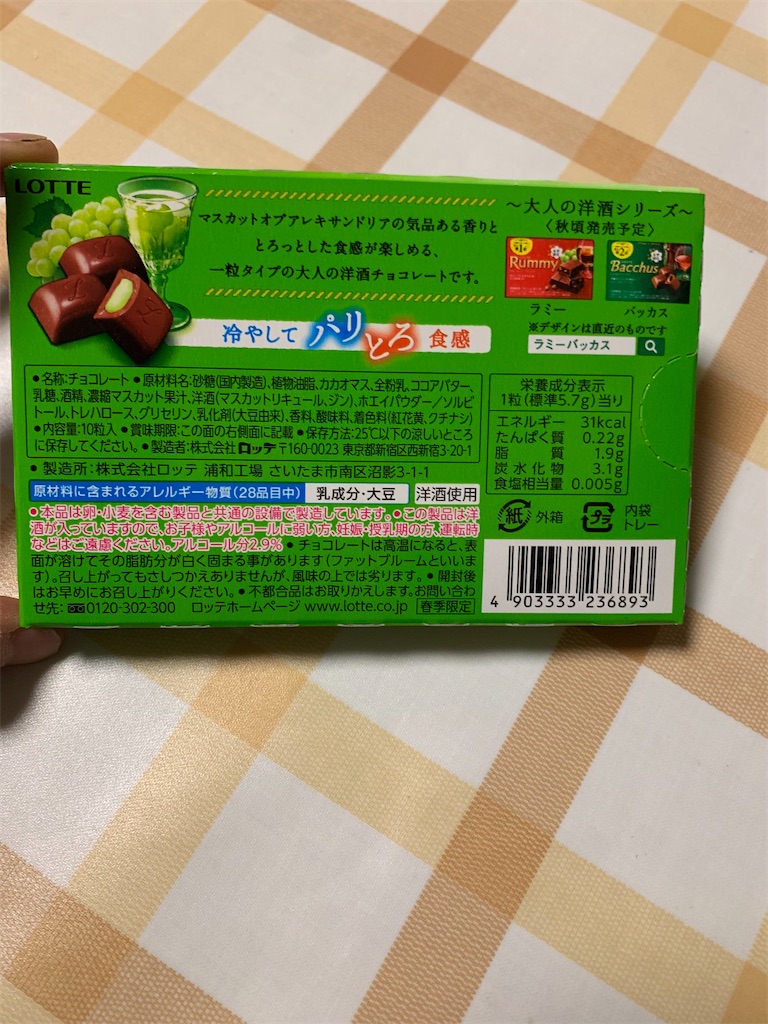 LOTTE
マスカットオブアレキサンドリアの気品ある香りと
とろっとした食感が楽しめる、
一粒タイプの大人の洋酒チョコレートです。
冷やして パリとろ 食感
～大人の洋酒シリーズ～
〈秋頃発売予定〉
Rummy
Bacchus
ラミー
バッカス
※デザインは直近のものです
ラミーバッカス
●名称:チョコレート ●原材料名:砂糖(国内製造)、植物油脂、カカオマス、全粉乳、ココアバター、
乳糖、酒精、濃縮マスカット果汁、洋酒(マスカットリキュール、ジン)、ホエイパウダー/ソルビ
トール、トレハロース、グリセリン、乳化剤(大豆由来)、香料、酸味料、着色料(紅花黄、クチナシ)
●内容量:10粒入 ●賞味期限:この面の右側面に記載 ●保存方法:25℃以下の涼しいところ
に保存してください。●製造者:株式会社ロッテ 〒160-0023 東京都新宿区西新宿3-20-1
●製造所:株式会社ロッテ 浦和工場 さいたま市南区沼影3-1-1
原材料に含まれるアレルギー物質(28品目中) 乳成分・大豆 洋酒使用
●本品は卵・小麦を含む製品と共通の設備で製造しています。●この製品は洋
酒が入っていますので、お子様やアルコールに弱い方、妊娠・授乳期の方、運転時
などはご遠慮ください。アルコール分2.9% ●チョコレートは高温になると、表
面が溶けてその脂肪分が白く固まる事があります(ファットブルームといいま
す)。召し上がってもさしつかえありませんが、風味の上では劣ります。●開封後
はお早めにお召し上がりください。●不都合品はお取りかえします。お問い合わ
せ先:0120-302-300 ロッテホームページ www.lotte.co.jp 春季限定
栄養成分表示
1粒(標準5.7g)当り
エネルギー 31kcal
たんぱく質 0.22g
脂質 1.9g
炭水化物 3.1g
食塩相当量 0.005g
紙 外箱
プラ 内袋
トレー
4 903333 236893